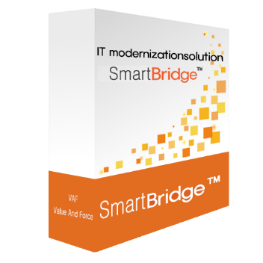 IT modernizationsolution
SmartBridge™
VAF
Value And Force
SmartBridge™